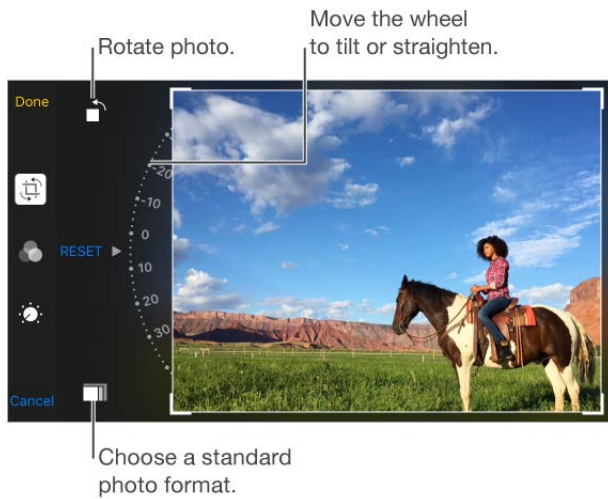 Move the wheel
to tilt or straighten.
Rotate photo.
Done
-20
-10
0
RESET
10
20
30
Cancel
Choose a standard
photo format.